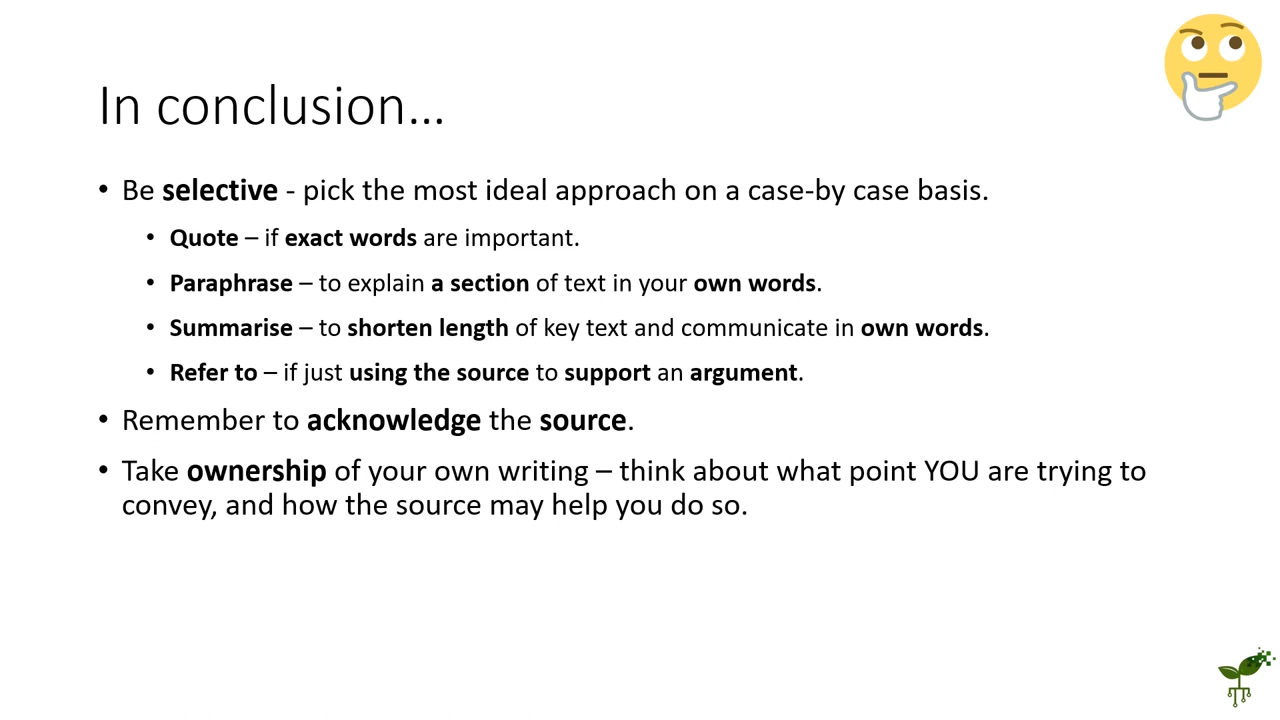 In conclusion…
• Be selective - pick the most ideal approach on a case-by case basis.
• Quote – if exact words are important.
• Paraphrase – to explain a section of text in your own words.
• Summarise – to shorten length of key text and communicate in own words.
• Refer to – if just using the source to support an argument.
• Remember to acknowledge the source.
• Take ownership of your own writing – think about what point YOU are trying to
convey, and how the source may help you do so.